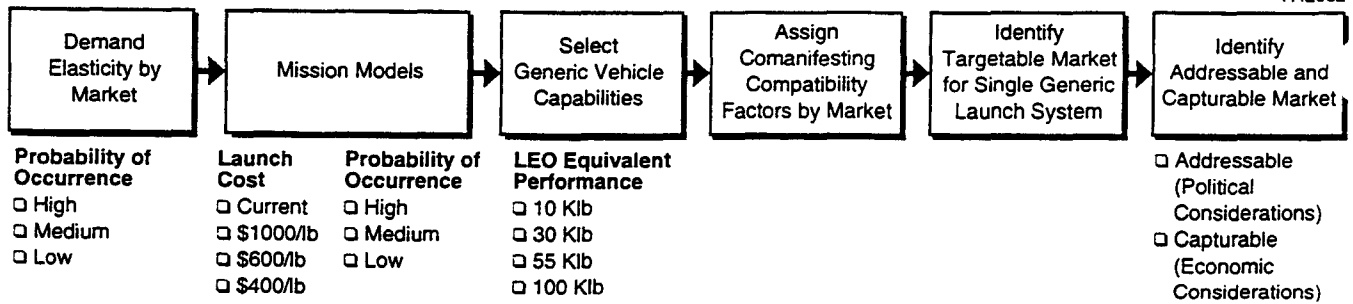 Demand
Elasticity by
Market
Mission Models
Select
Generic Vehicle
Capabilities
Assign
Comanifesting
Compatibility
Factors by Market
Identify
Targetable Market
for Single Generic
Launch System
Identify
Addressable and
Capturable Market
Probability of
Occurrence
High
Medium
Low
Launch
Cost
Current
$1000/lb
$600/lb
$400/lb
Probability of
Occurrence
High
Medium
Low
LEO Equivalent
Performance
10 Klb
30 Klb
55 Klb
100 Klb
Addressable
(Political
Considerations)
Capturable
(Economic
Considerations)